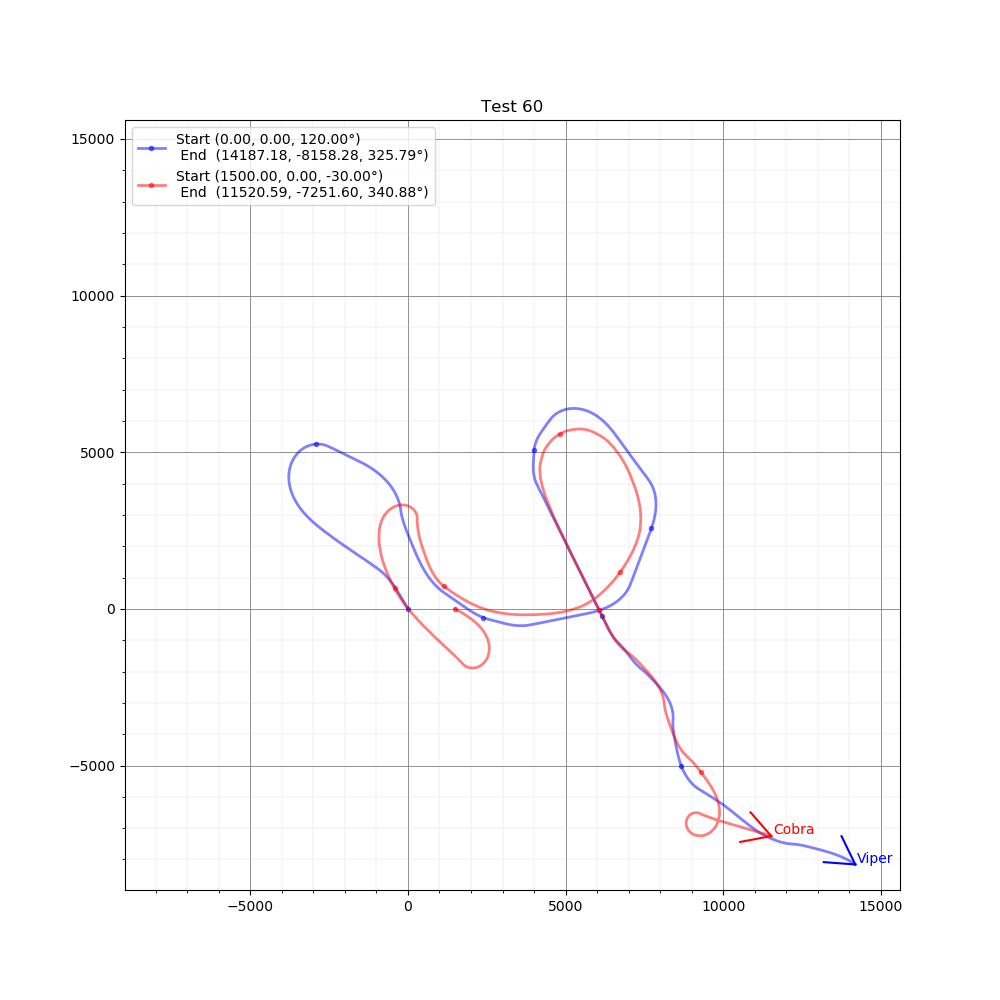 Test 60
Start (0.00, 0.00, 120.00°)
End  (14187.18, -8158.28, 325.79°)
Start (1500.00, 0.00, -30.00°)
End  (11520.59, -7251.60, 340.88°)
15000
10000
5000
0
−5000
Cobra
Viper
−5000 0 5000 10000 15000